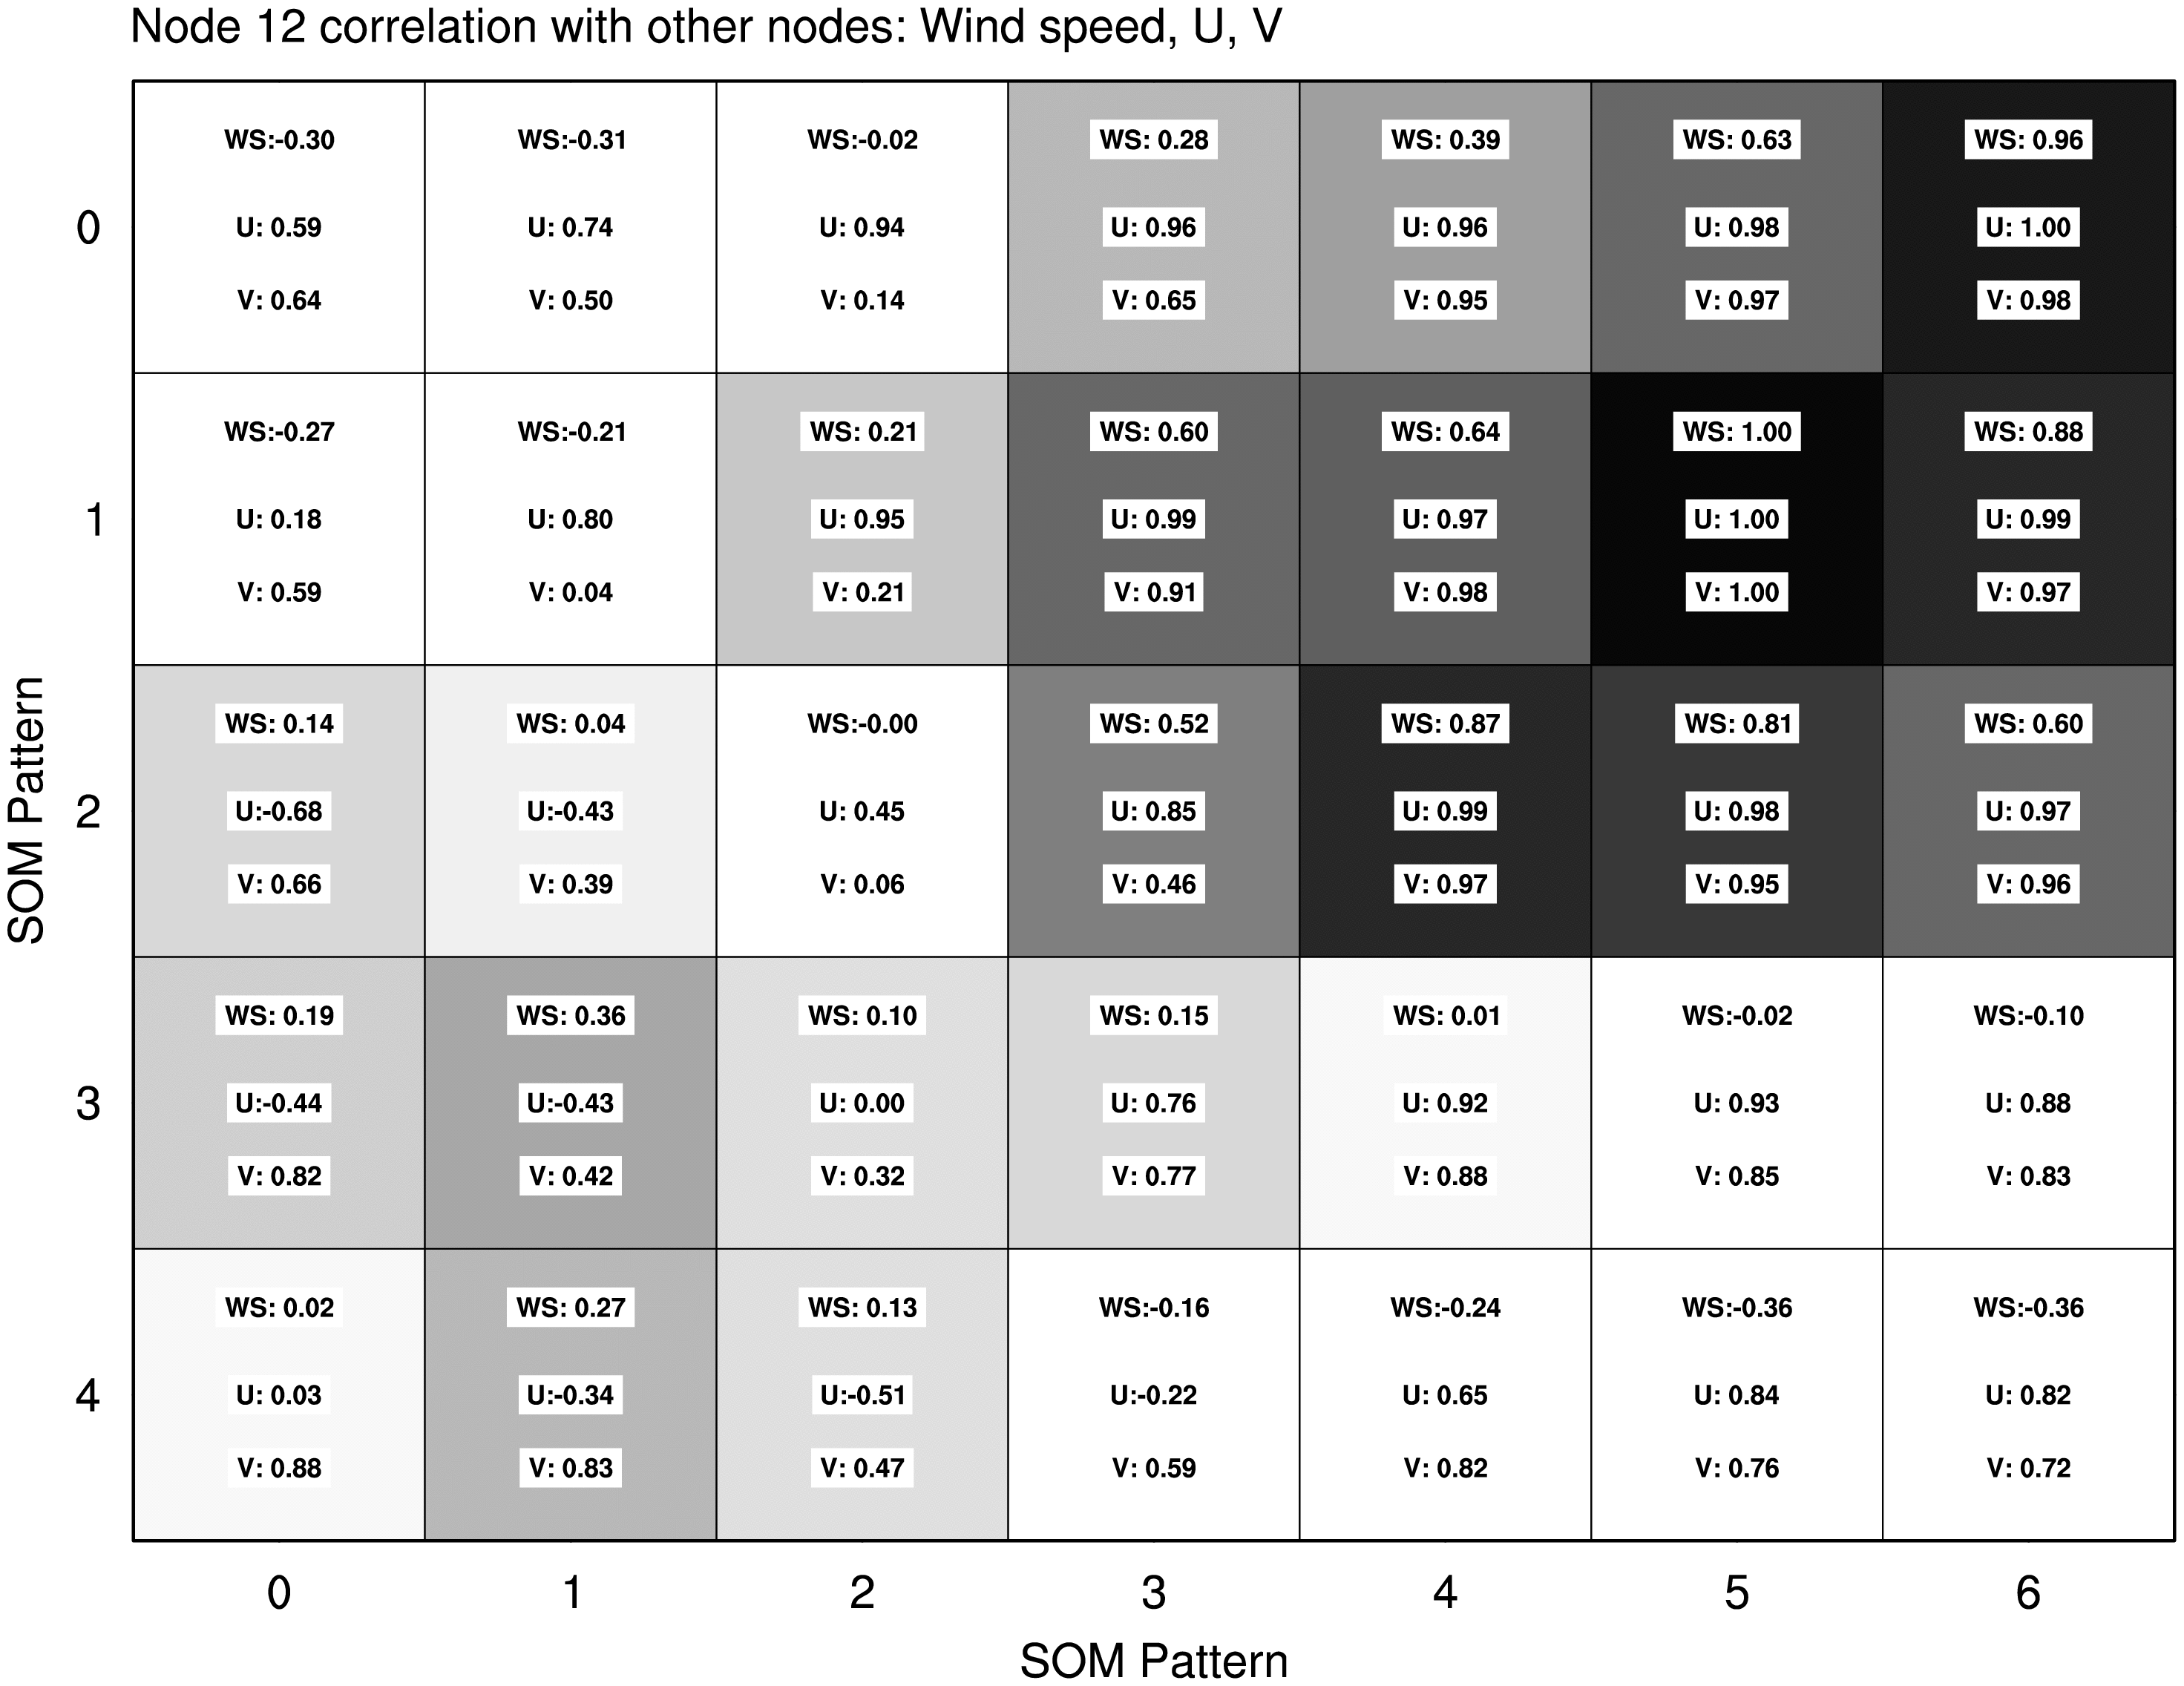 Node 12 correlation with other nodes: Wind speed, U, V
WS:-0.30 WS:-0.31 WS:-0.02 WS: 0.28 WS: 0.39 WS: 0.63 WS: 0.96
0 U: 0.59 U: 0.74 U: 0.94 U: 0.96 U: 0.96 U: 0.98 U: 1.00
V: 0.64 V: 0.50 V: 0.14 V: 0.65 V: 0.95 V: 0.97 V: 0.98
WS:-0.27 WS:-0.21 WS: 0.21 WS: 0.60 WS: 0.64 WS: 1.00 WS: 0.88
1 U: 0.18 U: 0.80 U: 0.95 U: 0.99 U: 0.97 U: 1.00 U: 0.99
V: 0.59 V: 0.04 V: 0.21 V: 0.91 V: 0.98 V: 1.00 V: 0.97
SOM Pattern
WS: 0.14 WS: 0.04 WS:-0.00 WS: 0.52 WS: 0.87 WS: 0.81 WS: 0.60
2 U:-0.68 U:-0.43 U: 0.45 U: 0.85 U: 0.99 U: 0.98 U: 0.97
V: 0.66 V: 0.39 V: 0.06 V: 0.46 V: 0.97 V: 0.95 V: 0.96
WS: 0.19 WS: 0.36 WS: 0.10 WS: 0.15 WS: 0.01 WS:-0.02 WS:-0.10
3 U:-0.44 U:-0.43 U: 0.00 U: 0.76 U: 0.92 U: 0.93 U: 0.88
V: 0.82 V: 0.42 V: 0.32 V: 0.77 V: 0.88 V: 0.85 V: 0.83
WS: 0.02 WS: 0.27 WS: 0.13 WS:-0.16 WS:-0.24 WS:-0.36 WS:-0.36
4 U: 0.03 U:-0.34 U:-0.51 U:-0.22 U: 0.65 U: 0.84 U: 0.82
V: 0.88 V: 0.83 V: 0.47 V: 0.59 V: 0.82 V: 0.76 V: 0.72
0 1 2 3 4 5 6
SOM Pattern